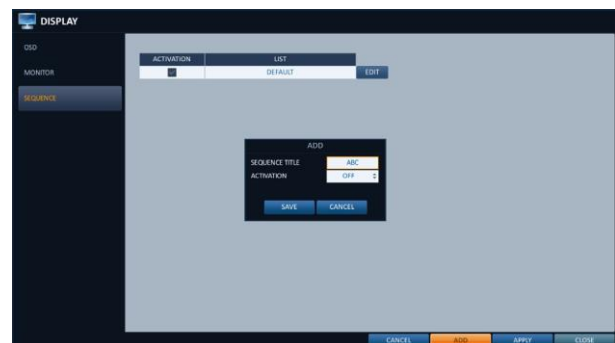 DISPLAY
OSD
MONITOR
SEQUENCE
ACTIVATION LIST
DEFAULT EDIT
ADD
SEQUENCE TITLE ABC
ACTIVATION OFF
SAVE CANCEL
CANCEL ADD APPLY CLOSE